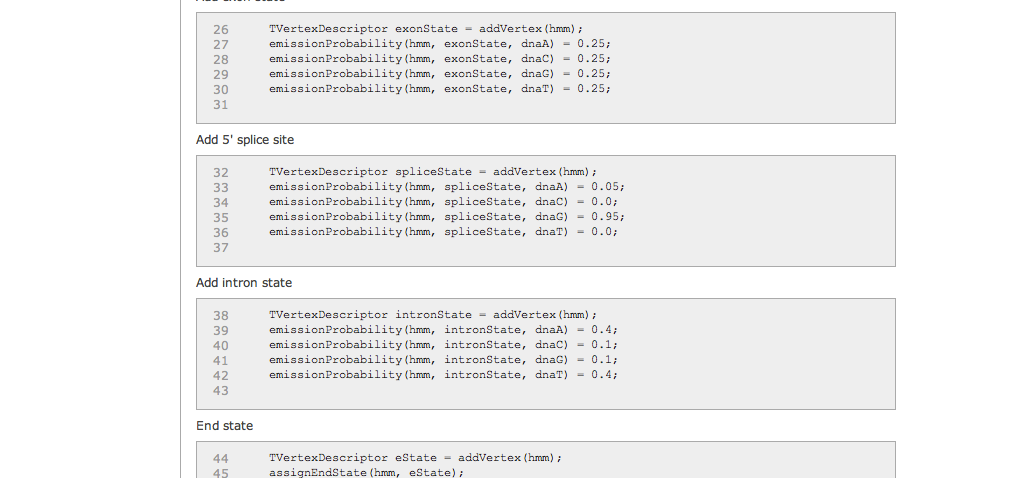 Add exon state
26 TVertexDescriptor exonState = addVertex(hmm);
27 emissionProbability(hmm, exonState, dnaA) = 0.25;
28 emissionProbability(hmm, exonState, dnaC) = 0.25;
29 emissionProbability(hmm, exonState, dnaG) = 0.25;
30 emissionProbability(hmm, exonState, dnaT) = 0.25;
31
Add 5' splice site
32 TVertexDescriptor spliceState = addVertex(hmm);
33 emissionProbability(hmm, spliceState, dnaA) = 0.05;
34 emissionProbability(hmm, spliceState, dnaC) = 0.0;
35 emissionProbability(hmm, spliceState, dnaG) = 0.95;
36 emissionProbability(hmm, spliceState, dnaT) = 0.0;
37
Add intron state
38 TVertexDescriptor intronState = addVertex(hmm);
39 emissionProbability(hmm, intronState, dnaA) = 0.4;
40 emissionProbability(hmm, intronState, dnaC) = 0.1;
41 emissionProbability(hmm, intronState, dnaG) = 0.1;
42 emissionProbability(hmm, intronState, dnaT) = 0.4;
43
End state
44 TVertexDescriptor eState = addVertex(hmm);
45 assignEndState(hmm, eState);